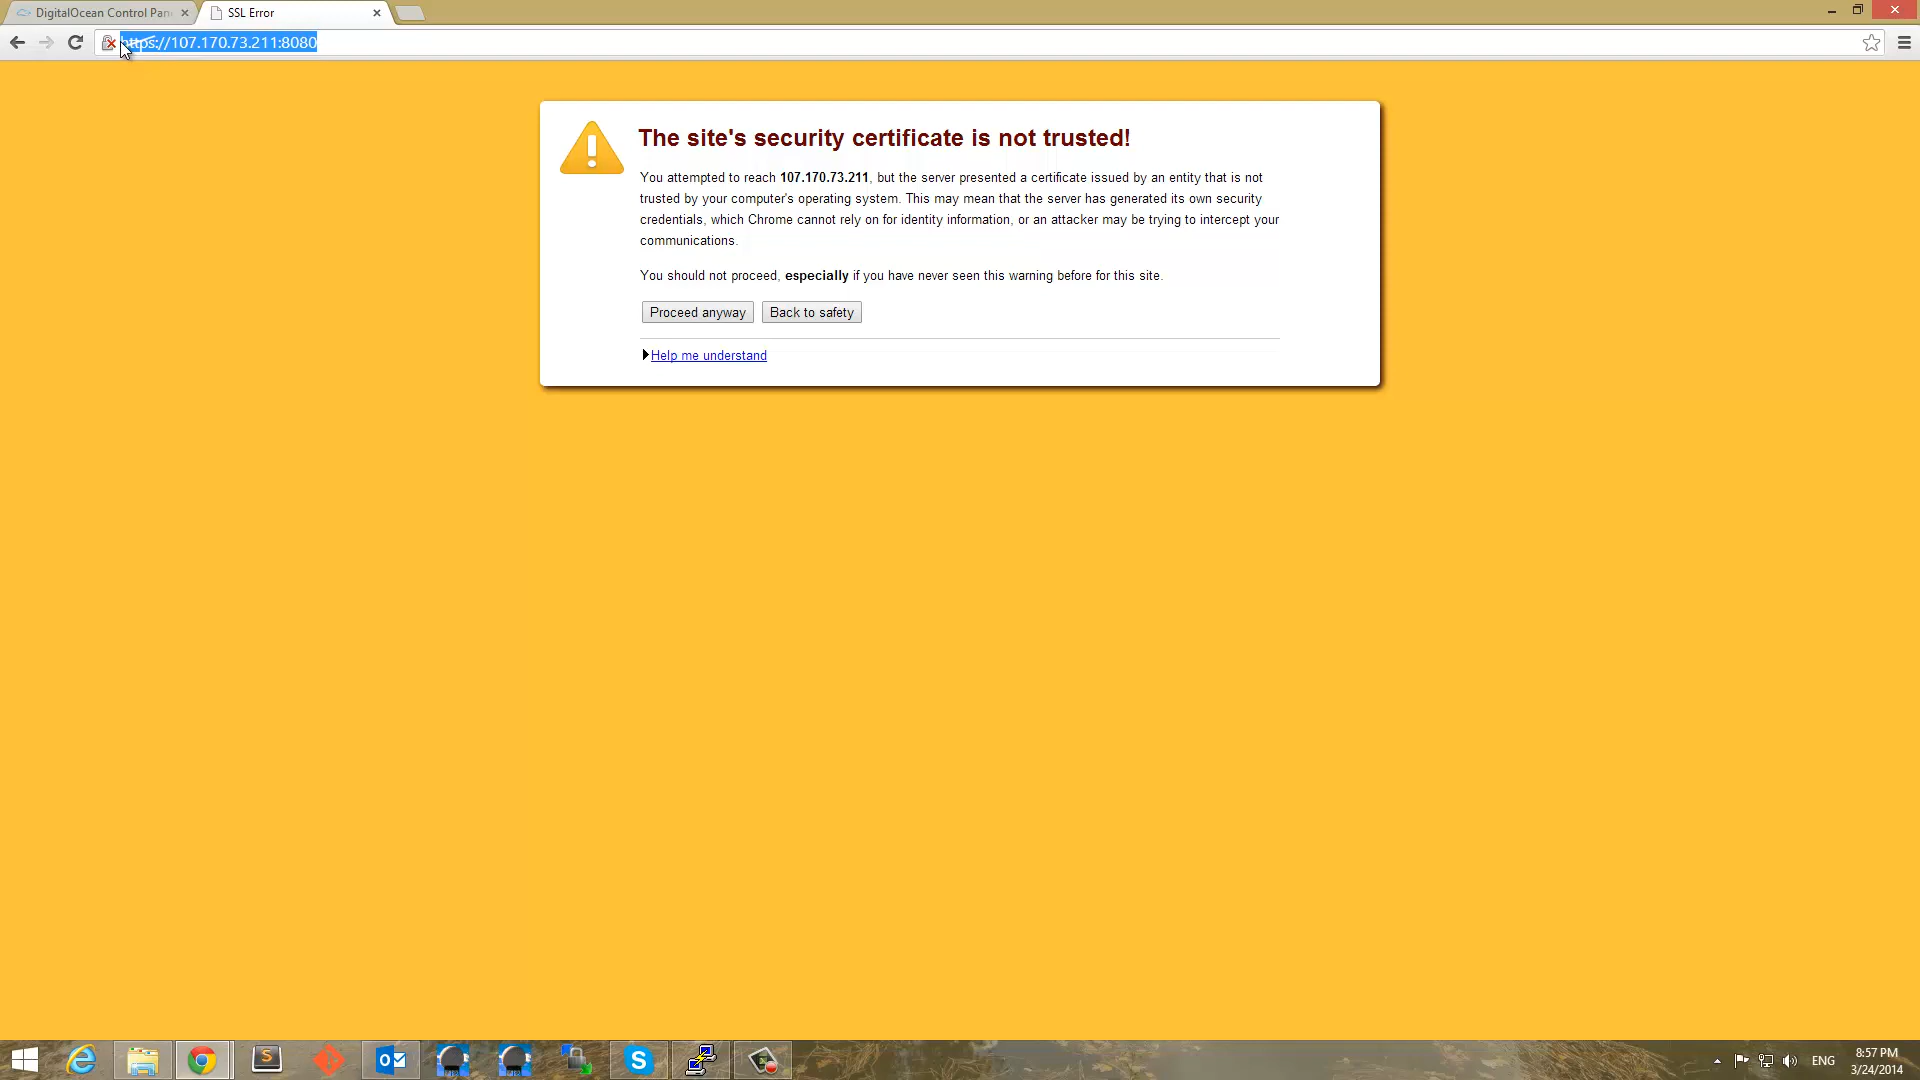 DigitalOcean Control Pan
SSL Error
https://107.170.73.211:8080
The site's security certificate is not trusted!
You attempted to reach 107.170.73.211, but the server presented a certificate issued by an entity that is not
trusted by your computer's operating system. This may mean that the server has generated its own security
credentials, which Chrome cannot rely on for identity information, or an attacker may be trying to intercept your
communications.
You should not proceed, especially if you have never seen this warning before for this site.
Proceed anyway
Back to safety
Help me understand
ENG
8:57 PM
3/24/2014